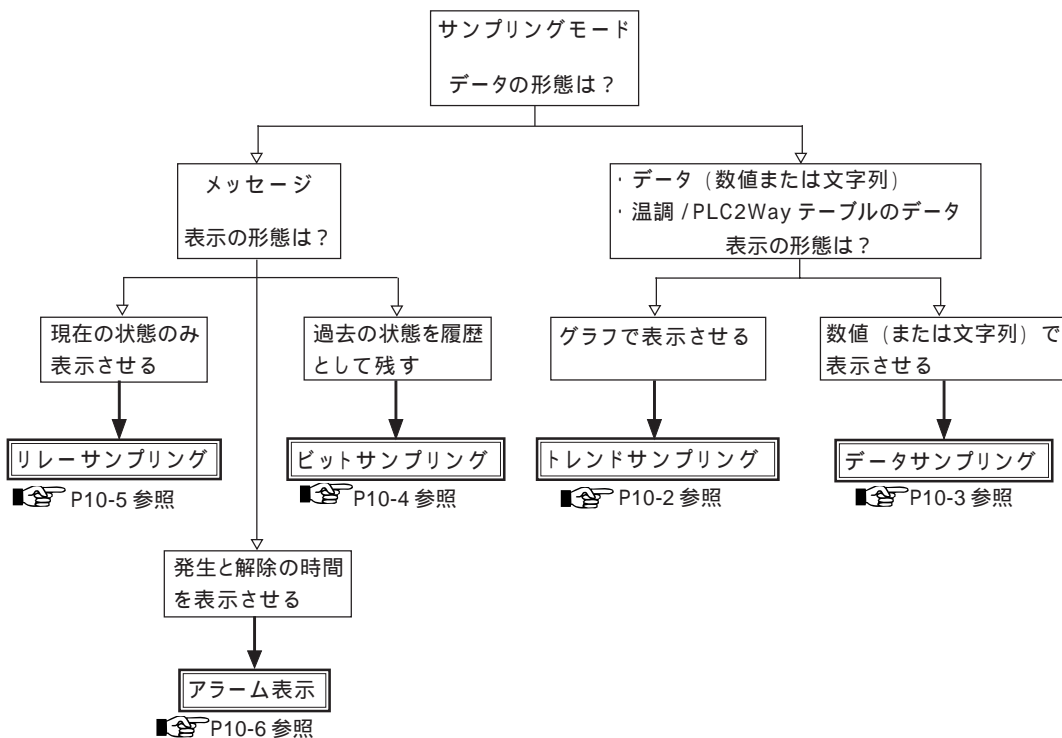 サンプリングモード
データの形態は？
メッセージ
表示の形態は？
・データ（数値または文字列）
・温調/PLC2Wayテーブルのデータ
表示の形態は？
現在の状態のみ
表示させる
過去の状態を履歴
として残す
グラフで表示させる
数値（または文字列）で
表示させる
リレーサンプリング
ビットサンプリング
トレンドサンプリング
データサンプリング
P10-5参照
P10-4参照
P10-2参照
P10-3参照
発生と解除の時間
を表示させる
アラーム表示
P10-6参照